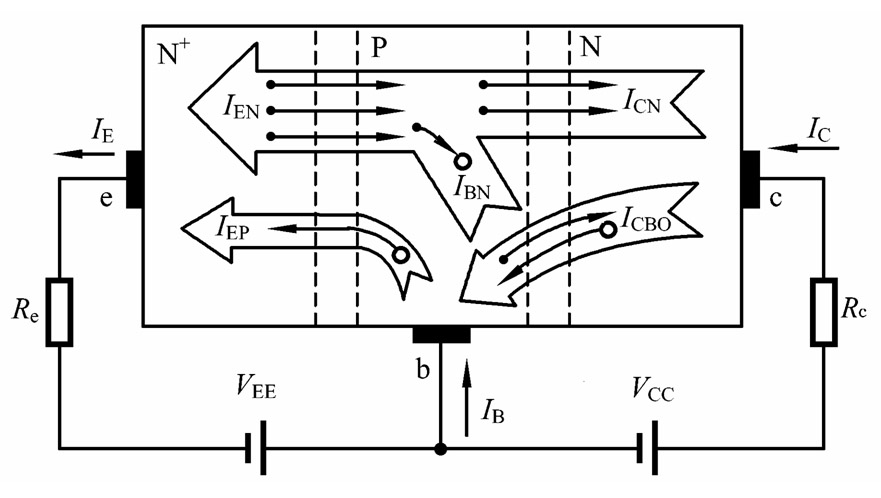 N⁺
P
N
I_EN
I_CN
I_E
I_C
e
c
I_BN
I_EP
I_CBO
R_e
R_c
b
V_EE
I_B
V_CC